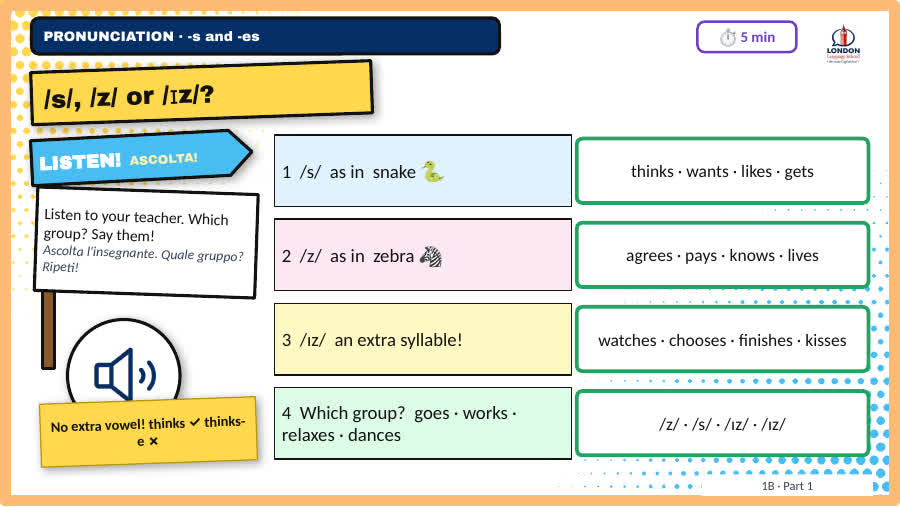 PRONUNCIATION · -s and -es
⏱️ 5 min
LONDON
Language School
/s/, /z/ or /ɪz/?
LISTEN! ASCOLTA!
Listen to your teacher. Which
group? Say them!
Ascolta l'insegnante. Quale gruppo?
Ripeti!
No extra vowel! thinks ✓ thinks-
e ×
1 /s/ as in snake 🐍
thinks · wants · likes · gets
2 /z/ as in zebra 🦓
agrees · pays · knows · lives
3 /ɪz/ an extra syllable!
watches · chooses · finishes · kisses
4 Which group? goes · works ·
relaxes · dances
/z/ · /s/ · /ɪz/ · /ɪz/
1B · Part 1